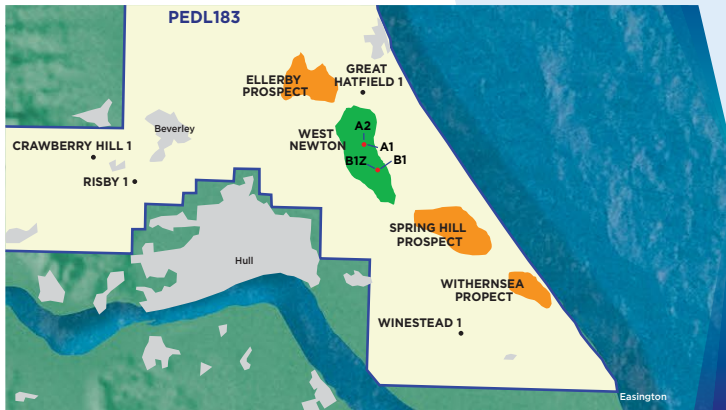 PEDL183
ELLERBY
PROSPECT
GREAT
HATFIELD 1
Beverley
WEST
NEWTON
A2
A1
B1Z
B1
CRAWBERRY HILL 1
RISBY 1
SPRING HILL
PROSPECT
Hull
WITHERNSEA
PROPECT
WINESTEAD 1
Easington